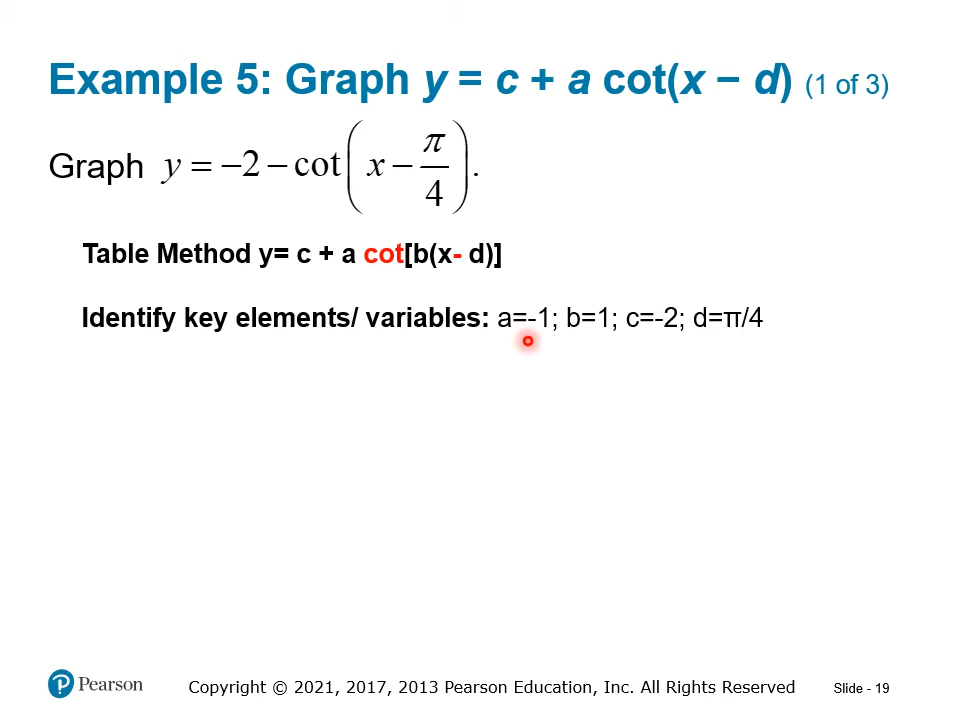 Example 5: Graph y = c + a cot(x − d) (1 of 3)
Graph y = −2 − cot(x − π/4).
Table Method y= c + a cot[b(x- d)]
Identify key elements/ variables: a=-1; b=1; c=-2; d=π/4
Pearson
Copyright © 2021, 2017, 2013 Pearson Education, Inc. All Rights Reserved
Slide - 19